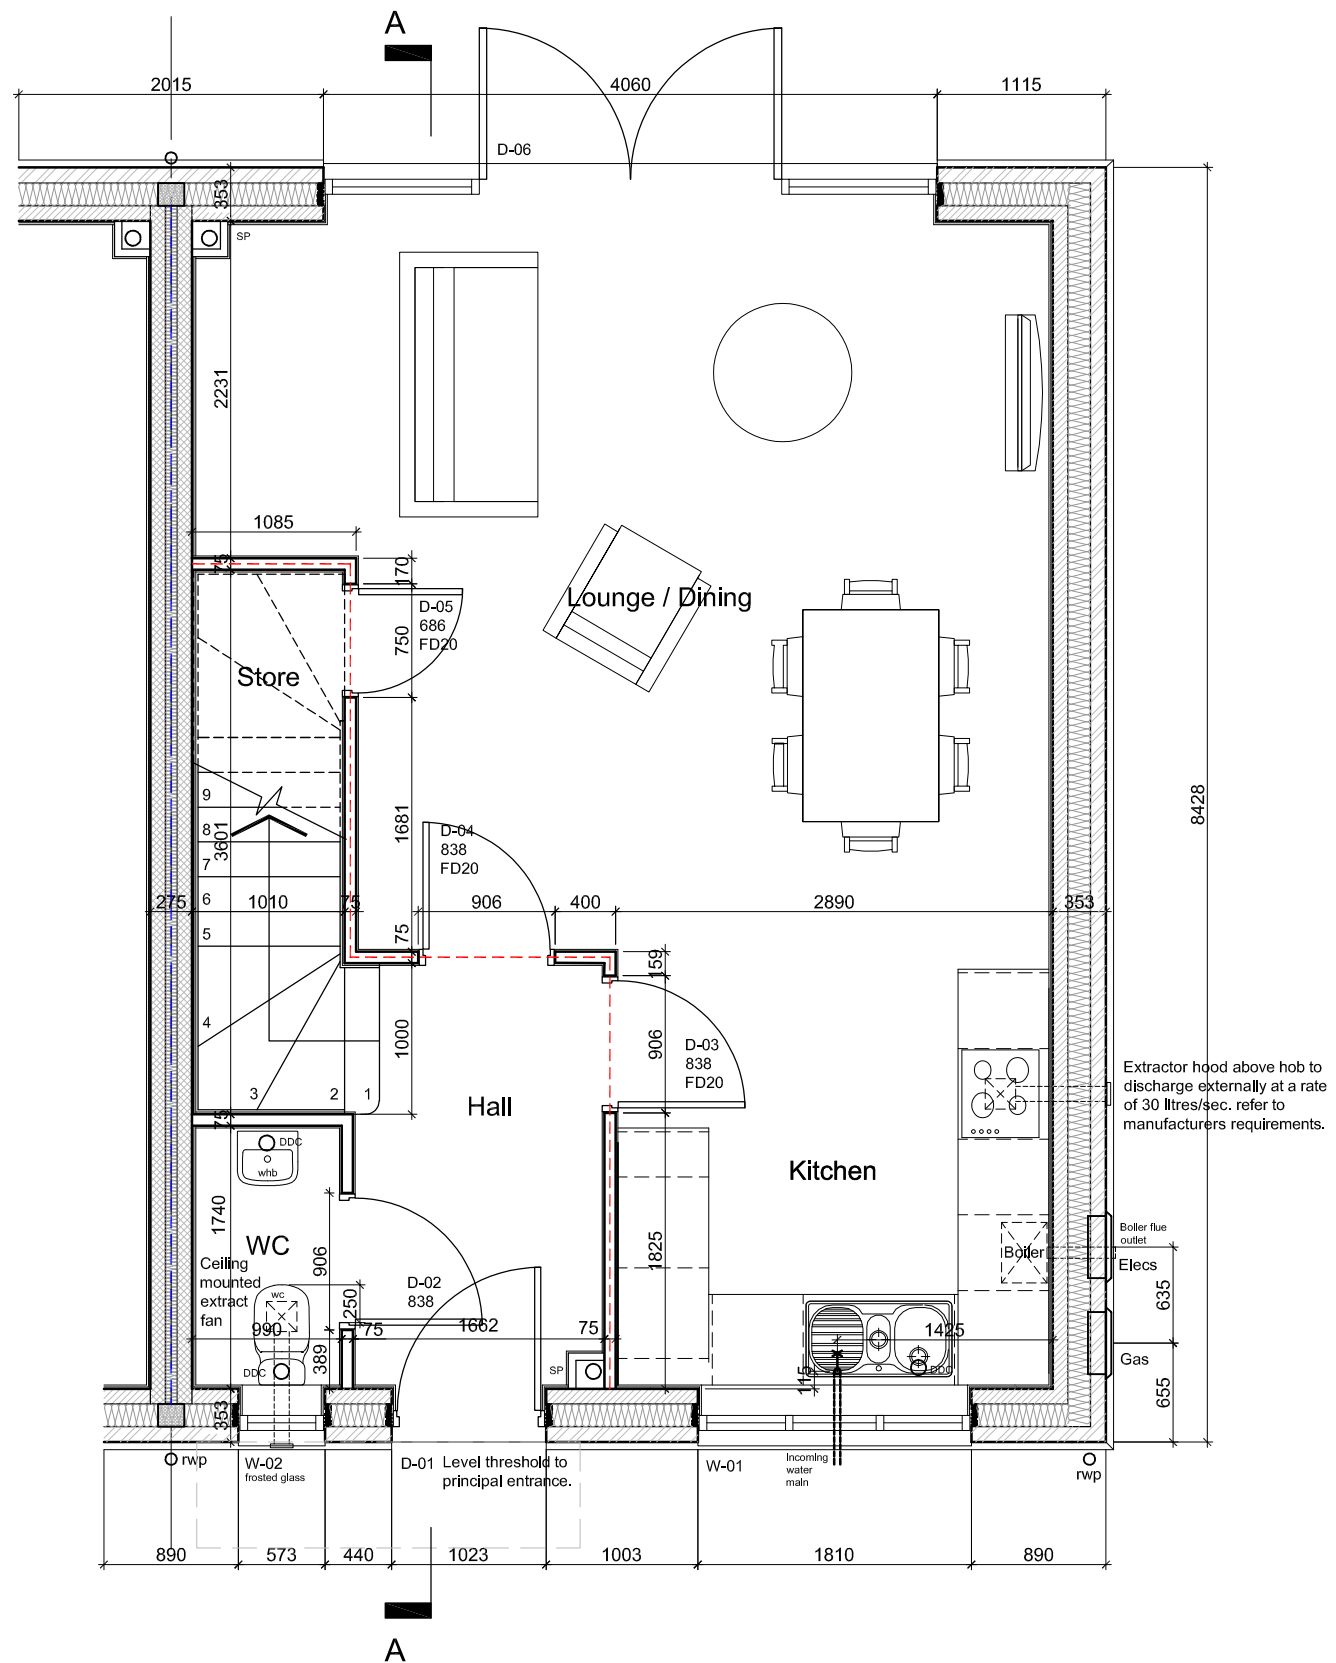 A
2015
4060
1115
D-06
353
SP
2231
1085
75
170
D-05
686
FD20
750
Lounge / Dining
Store
9
8
7
6
5
4
3
2
1
3601
1681
D-04
838
FD20
8428
275
1010
75
906
400
2890
353
75
159
1000
906
D-03
838
FD20
Hall
Extractor hood above hob to
discharge externally at a rate
of 30 litres/sec. refer to
manufacturers requirements.
75
DDC
whb
Kitchen
1740
WC
906
1825
Boiler
Boiler flue
outlet
Elecs
Ceiling
mounted
extract
fan
wc
D-02
838
250
635
990
75
1662
75
1425
389
SP
DDC
DDC
115
Gas
353
655
rwp
W-02
frosted glass
D-01
Level threshold to
principal entrance.
W-01
Incoming
water
main
rwp
890
573
440
1023
1003
1810
890
A